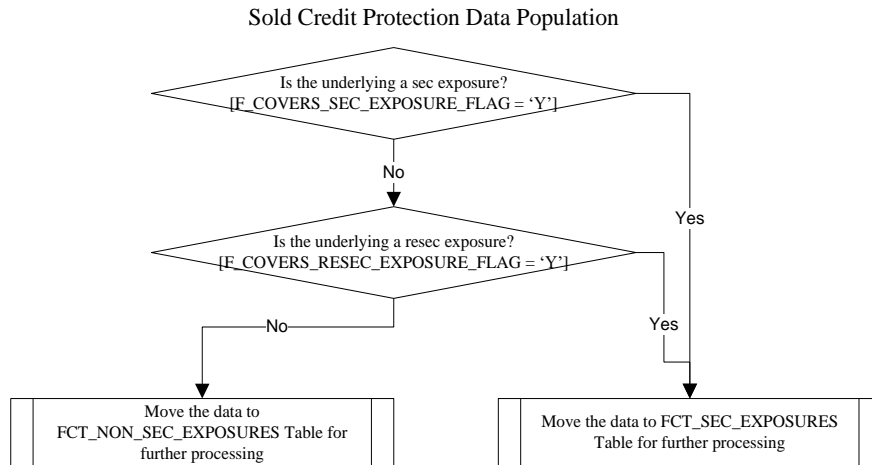 Sold Credit Protection Data Population
Is the underlying a sec exposure?
[F_COVERS_SEC_EXPOSURE_FLAG = ‘Y’]
No
Yes
Is the underlying a resec exposure?
[F_COVERS_RESEC_EXPOSURE_FLAG = ‘Y’]
No
Yes
Move the data to
FCT_NON_SEC_EXPOSURES Table for
further processing
Move the data to FCT_SEC_EXPOSURES
Table for further processing